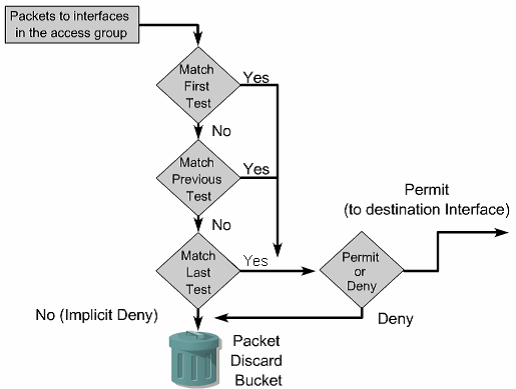 Packets to interfaces
in the access group
Match
First
Test
Yes
No
Match
Previous
Test
Yes
No
Match
Last
Test
Yes
Permit
or
Deny
Permit
(to destination Interface)
Deny
No (Implicit Deny)
Packet
Discard
Bucket